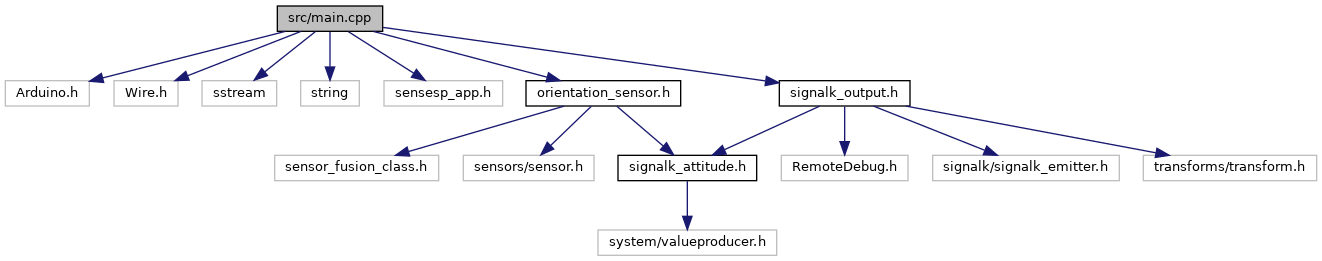 src/main.cpp
Arduino.h
Wire.h
sstream
string
sensesp_app.h
orientation_sensor.h
signalk_output.h
sensor_fusion_class.h
sensors/sensor.h
signalk_attitude.h
RemoteDebug.h
signalk/signalk_emitter.h
transforms/transform.h
system/valueproducer.h